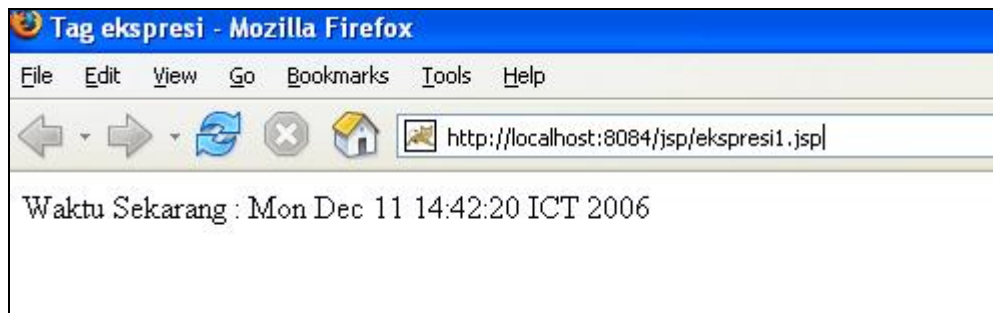 Tag ekspresi - Mozilla Firefox
File Edit View Go Bookmarks Tools Help
http://localhost:8084/jsp/ekspresi1.jsp
Waktu Sekarang : Mon Dec 11 14:42:20 ICT 2006